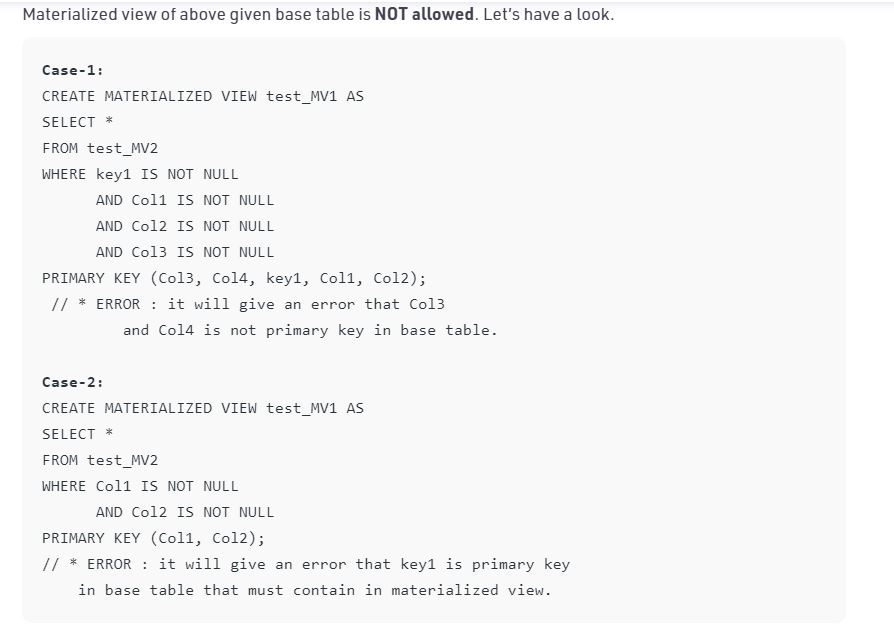 Materialized view of above given base table is NOT allowed. Let's have a look.
Case-1:
CREATE MATERIALIZED VIEW test_MV1 AS
SELECT *
FROM test_MV2
WHERE key1 IS NOT NULL
AND Col1 IS NOT NULL
AND Col2 IS NOT NULL
AND Col3 IS NOT NULL
PRIMARY KEY (Col3, Col4, key1, Col1, Col2);
// * ERROR : it will give an error that Col3
and Col4 is not primary key in base table.
Case-2:
CREATE MATERIALIZED VIEW test_MV1 AS
SELECT *
FROM test_MV2
WHERE Col1 IS NOT NULL
AND Col2 IS NOT NULL
PRIMARY KEY (Col1, Col2);
// * ERROR : it will give an error that key1 is primary key
in base table that must contain in materialized view.